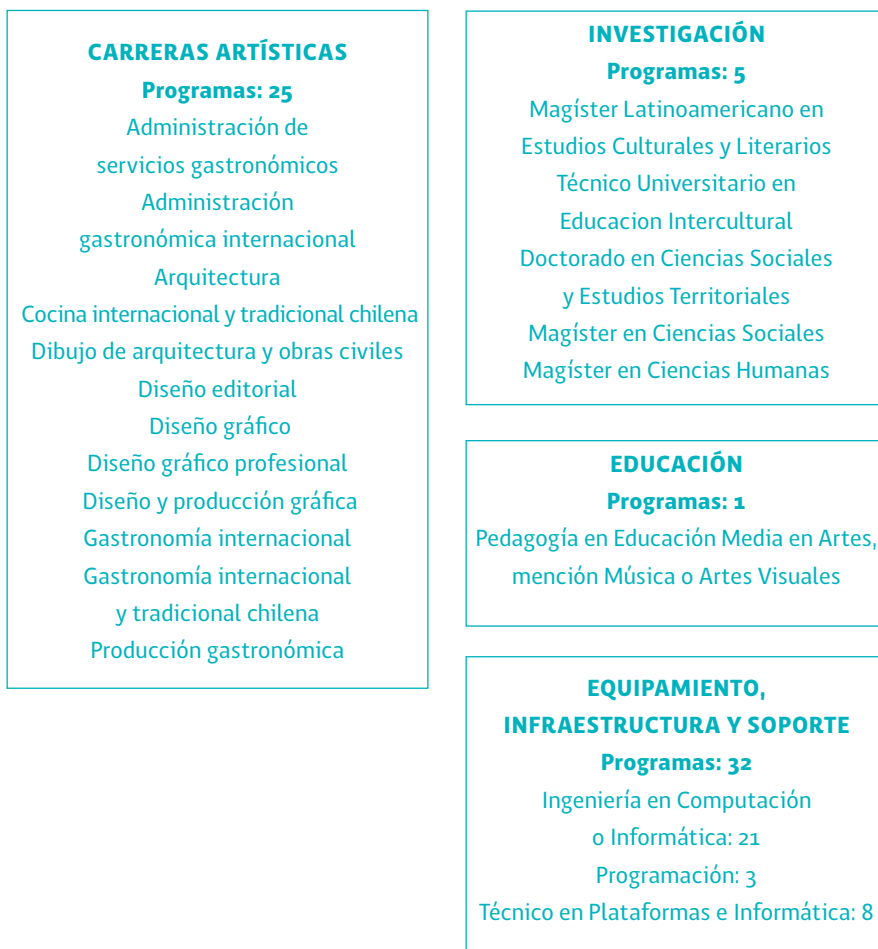 CARRERAS ARTÍSTICAS
Programas: 25
Administración de
servicios gastronómicos
Administración
gastronómica internacional
Arquitectura
Cocina internacional y tradicional chilena
Dibujo de arquitectura y obras civiles
Diseño editorial
Diseño gráfico
Diseño gráfico profesional
Diseño y producción gráfica
Gastronomía internacional
Gastronomía internacional
y tradicional chilena
Producción gastronómica
INVESTIGACIÓN
Programas: 5
Magíster Latinoamericano en
Estudios Culturales y Literarios
Técnico Universitario en
Educacion Intercultural
Doctorado en Ciencias Sociales
y Estudios Territoriales
Magíster en Ciencias Sociales
Magíster en Ciencias Humanas
EDUCACIÓN
Programas: 1
Pedagogía en Educación Media en Artes,
mención Música o Artes Visuales
EQUIPAMIENTO,
INFRAESTRUCTURA Y SOPORTE
Programas: 32
Ingeniería en Computación
o Informática: 21
Programación: 3
Técnico en Plataformas e Informática: 8